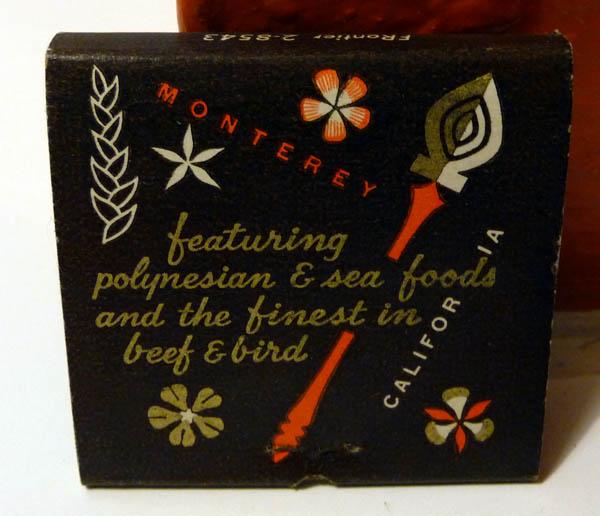 FRontier 2-8543
MONTEREY
featuring
polynesian & sea foods
and the finest in
beef & bird
CALIFORNIA